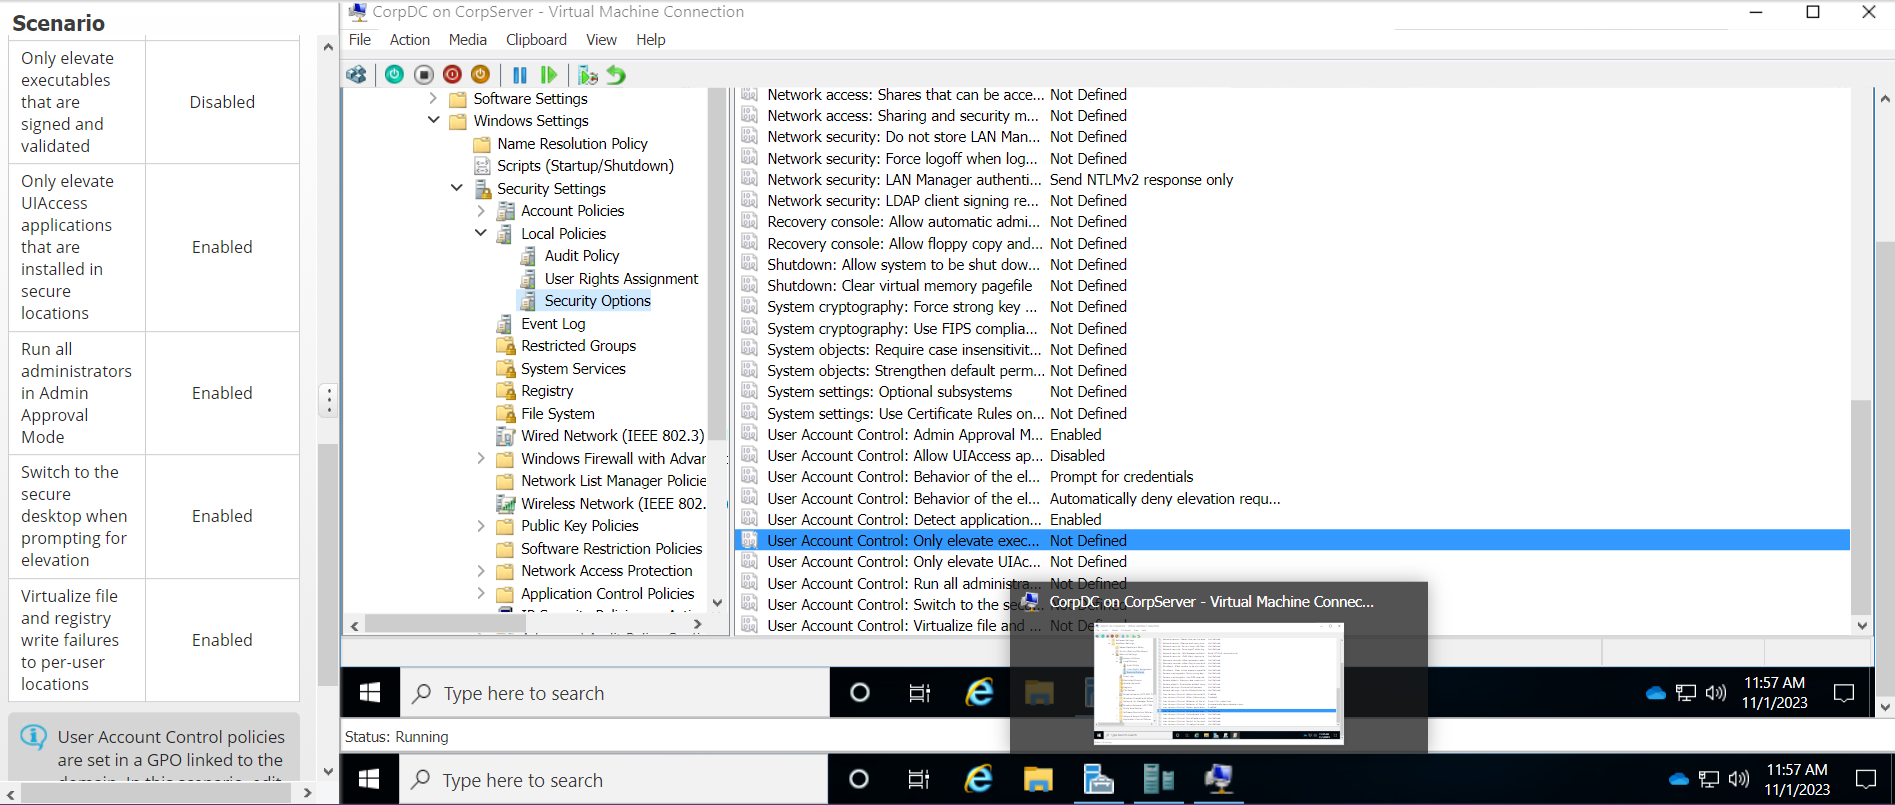 Scenario
Only elevate
executables
that are
signed and
validated
Disabled
Only elevate
UIAccess
applications
that are
installed in
secure
locations
Enabled
Run all
administrators
in Admin
Approval
Mode
Enabled
Switch to the
secure
desktop when
prompting for
elevation
Enabled
Virtualize file
and registry
write failures
to per-user
locations
Enabled
User Account Control policies
are set in a GPO linked to the
domain. In this scenario, edit
CorpDC on CorpServer - Virtual Machine Connection
File Action Media Clipboard View Help
Software Settings
Windows Settings
Name Resolution Policy
Scripts (Startup/Shutdown)
Security Settings
Account Policies
Local Policies
Audit Policy
User Rights Assignment
Security Options
Event Log
Restricted Groups
System Services
Registry
File System
Wired Network (IEEE 802.3)
Windows Firewall with Advan
Network List Manager Policie
Wireless Network (IEEE 802.
Public Key Policies
Software Restriction Policies
Network Access Protection
Application Control Policies
Network access: Shares that can be acce... Not Defined
Network access: Sharing and security m... Not Defined
Network security: Do not store LAN Man... Not Defined
Network security: Force logoff when log... Not Defined
Network security: LAN Manager authenti... Send NTLMv2 response only
Network security: LDAP client signing re... Not Defined
Recovery console: Allow automatic admi... Not Defined
Recovery console: Allow floppy copy and... Not Defined
Shutdown: Allow system to be shut dow... Not Defined
Shutdown: Clear virtual memory pagefile Not Defined
System cryptography: Force strong key ... Not Defined
System cryptography: Use FIPS complia... Not Defined
System objects: Require case insensitivit... Not Defined
System objects: Strengthen default perm... Not Defined
System settings: Optional subsystems Not Defined
System settings: Use Certificate Rules on... Not Defined
User Account Control: Admin Approval M... Enabled
User Account Control: Allow UIAccess ap... Disabled
User Account Control: Behavior of the el... Prompt for credentials
User Account Control: Behavior of the el... Automatically deny elevation requ...
User Account Control: Detect application... Enabled
User Account Control: Only elevate exec... Not Defined
User Account Control: Only elevate UIAc... Not Defined
User Account Control: Run all administra... Not Defined
User Account Control: Switch to the sec
User Account Control: Virtualize file and
CorpDC on CorpServer - Virtual Machine Connec...
Type here to search
11:57 AM
11/1/2023
Status: Running
Type here to search
11:57 AM
11/1/2023